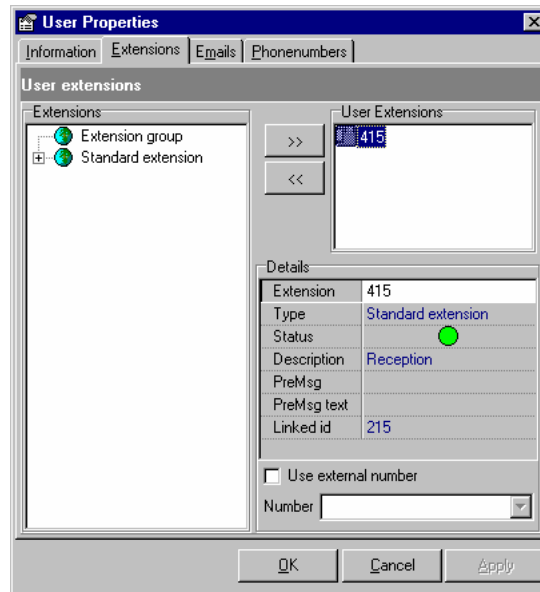 User Properties
Information Extensions Emails Phonenumbers
User extensions
Extensions
Extension group
Standard extension
>>
<<
User Extensions
415
Details
Extension 415
Type Standard extension
Status
Description Reception
PreMsg
PreMsg text
Linked id 215
Use external number
Number
OK Cancel Apply